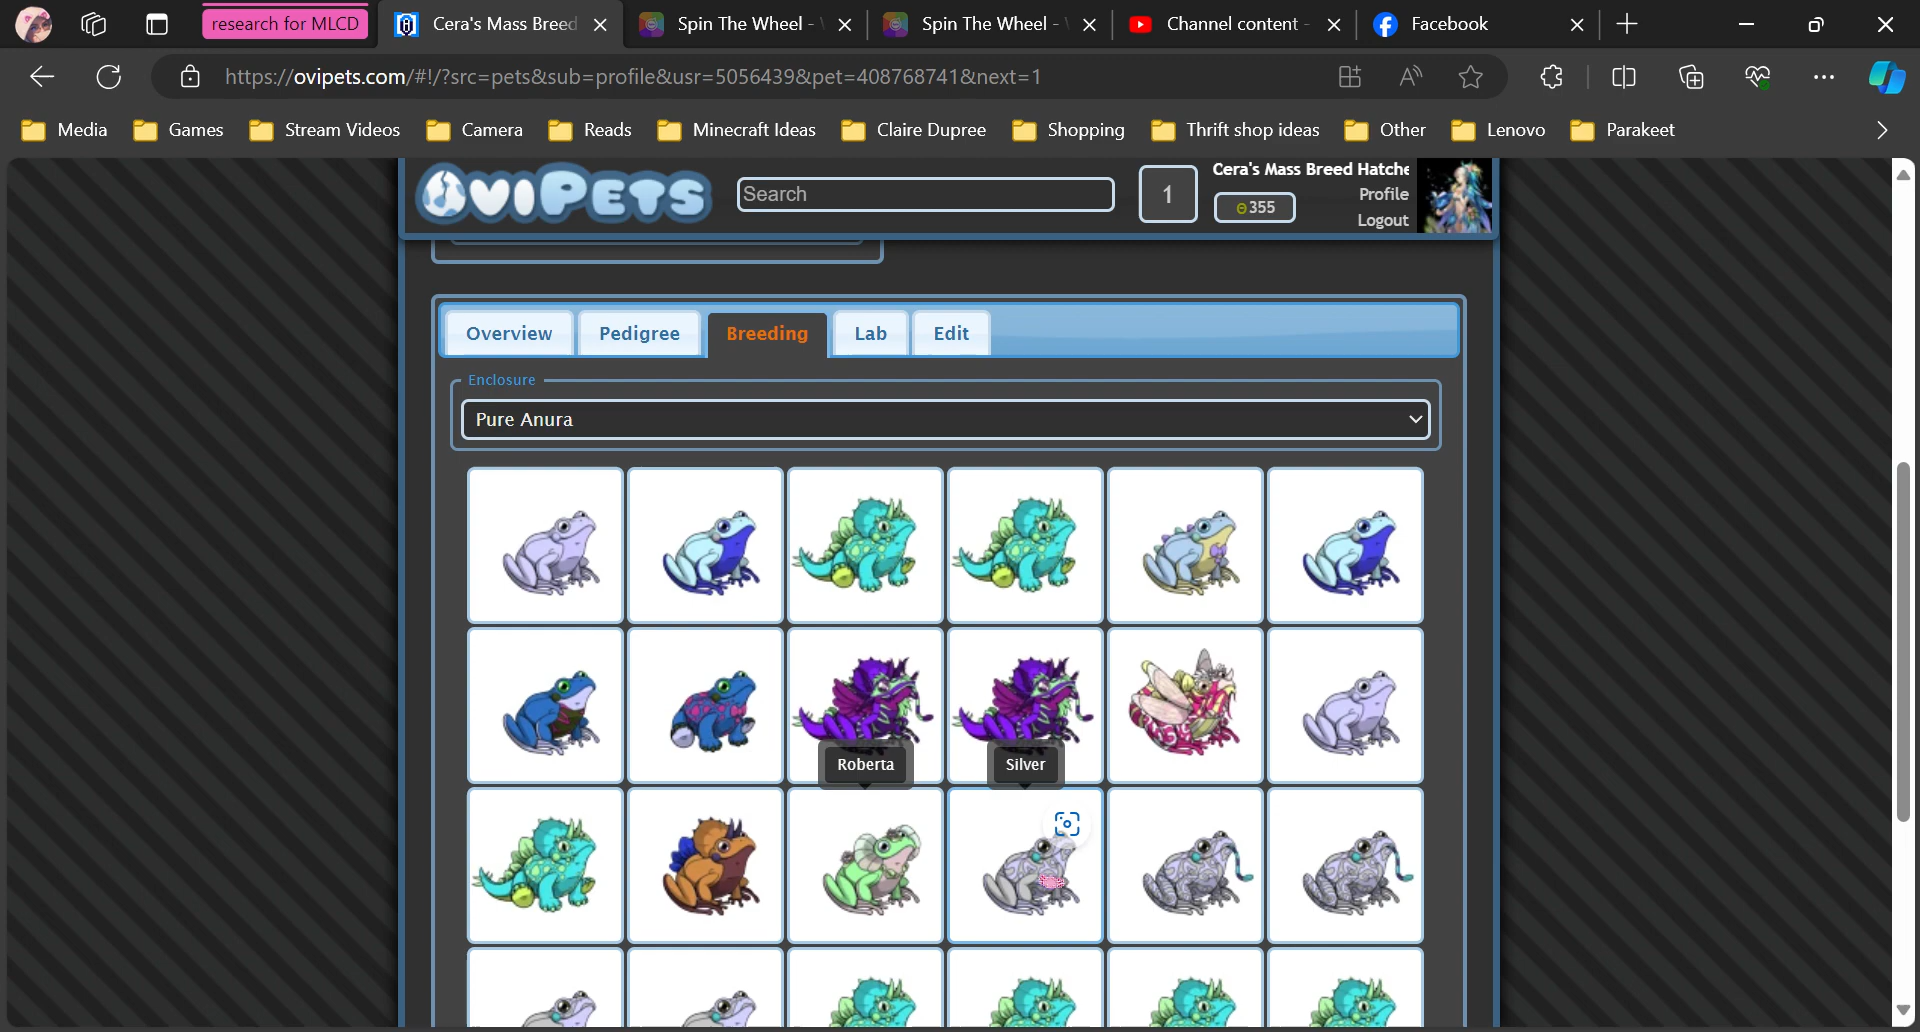 research for MLCD
Cera's Mass Breed
Spin The Wheel -
Spin The Wheel -
Channel content -
Facebook
https://ovipets.com/#!/?src=pets&sub=profile&usr=5056439&pet=408768741&next=1
Media
Games
Stream Videos
Camera
Reads
Minecraft Ideas
Claire Dupree
Shopping
Thrift shop ideas
Other
Lenovo
Parakeet
OviPets
Search
1
Cera's Mass Breed Hatche
355
Profile
Logout
Overview
Pedigree
Breeding
Lab
Edit
Enclosure
Pure Anura
Roberta
Silver